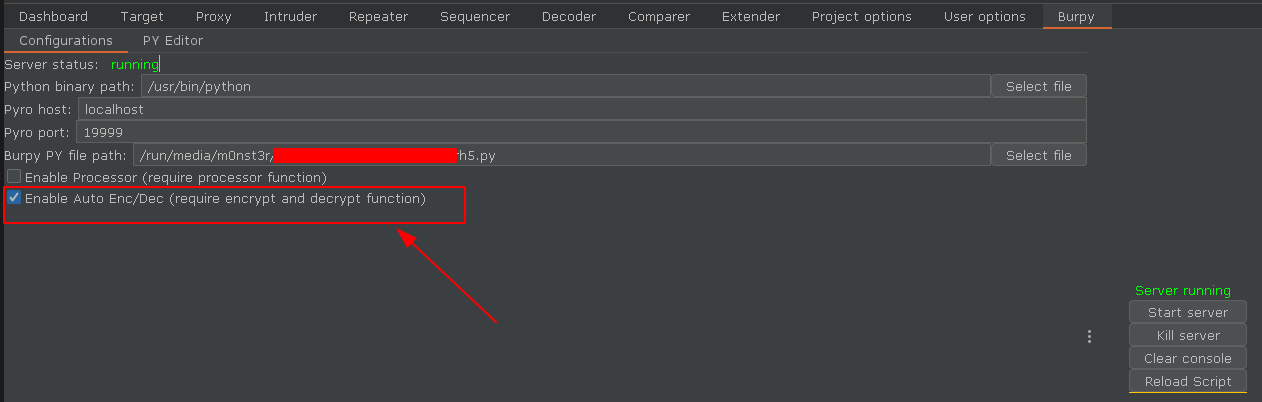 Dashboard Target Proxy Intruder Repeater Sequencer Decoder Comparer Extender Project options User options Burpy
Configurations PY Editor
Server status: running
Python binary path: /usr/bin/python Select file
Pyro host: localhost
Pyro port: 19999
Burpy PY file path: /run/media/m0nst3r/ h5.py Select file
Enable Processor (require processor function)
Enable Auto Enc/Dec (require encrypt and decrypt function)
Server running
Start server
Kill server
Clear console
Reload Script